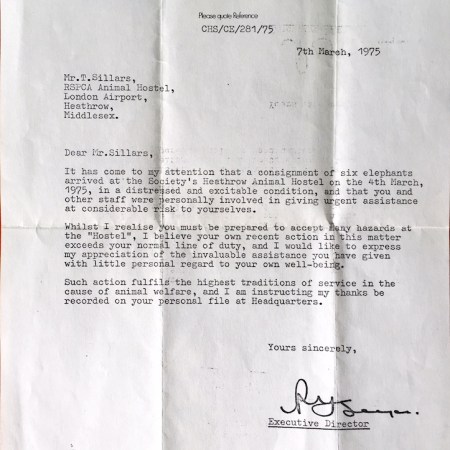 Please quote Reference
CHS/CE/281/75
7th March, 1975
Mr.T.Sillars,
RSPCA Animal Hostel,
London Airport,
Heathrow,
Middlesex.
Dear Mr.Sillars,
It has come to my attention that a consignment of six elephants
arrived at the Society's Heathrow Animal Hostel on the 4th March,
1975, in a distressed and excitable condition, and that you
and other staff were personally involved in giving urgent assistance
at considerable risk to yourselves.
Whilst I realise you must be prepared to accept many hazards at
the "Hostel", I believe your own recent action in this matter
exceeds your normal line of duty, and I would like to express
my appreciation of the invaluable assistance you have given
with little personal regard to your own well-being.
Such action fulfils the highest traditions of service in the
cause of animal welfare, and I am instructing my thanks be
recorded on your personal file at Headquarters.
Yours sincerely,
Executive Director